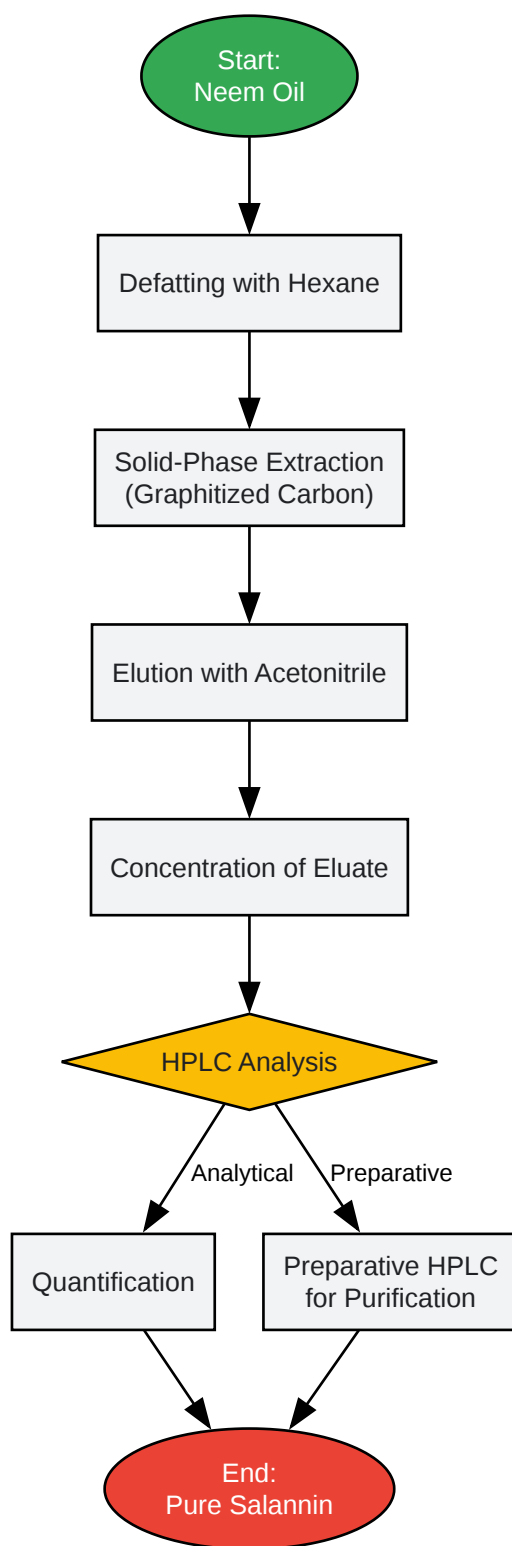 Start:
Neem Oil
Defatting with Hexane
Solid-Phase Extraction
(Graphitized Carbon)
Elution with Acetonitrile
Concentration of Eluate
HPLC Analysis
Analytical
Preparative
Quantification
Preparative HPLC
for Purification
End:
Pure Salannin